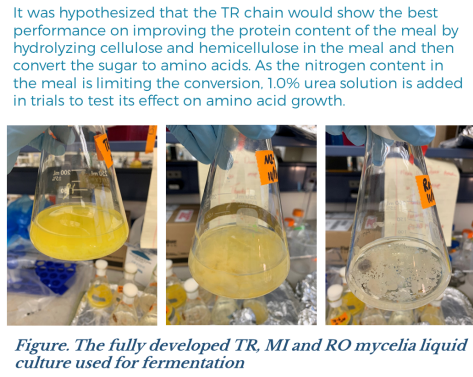 It was hypothesized that the TR chain would show the best
performance on improving the protein content of the meal by
hydrolyzing cellulose and hemicellulose in the meal and then
convert the sugar to amino acids. As the nitrogen content in
the meal is limiting the conversion, 1.0% urea solution is added
in trials to test its effect on amino acid growth.
Figure. The fully developed TR, MI and RO mycelia liquid
culture used for fermentation